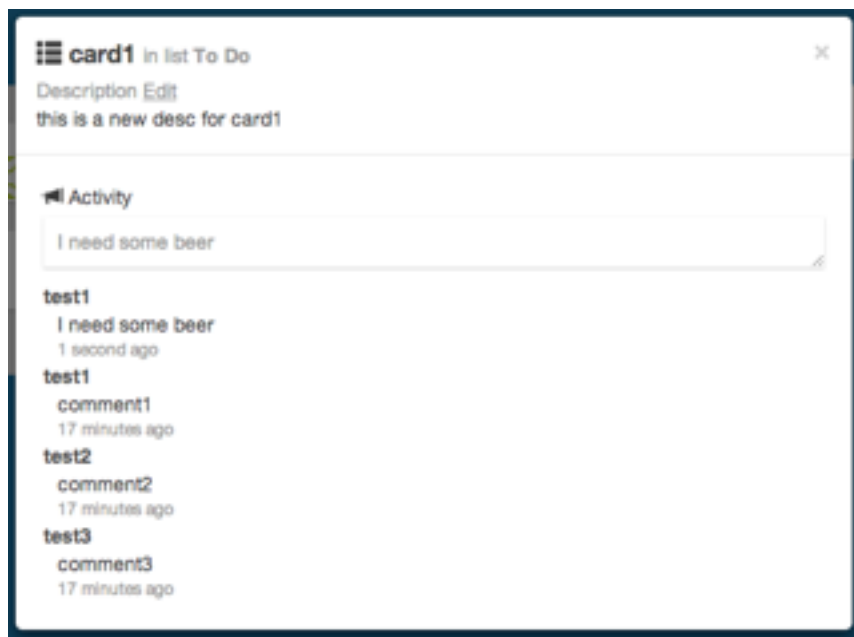 card1 in list To Do
×
Description Edit
this is a new desc for card1
Activity
I need some beer
test1
I need some beer
1 second ago
test1
comment1
17 minutes ago
test2
comment2
17 minutes ago
test3
comment3
17 minutes ago